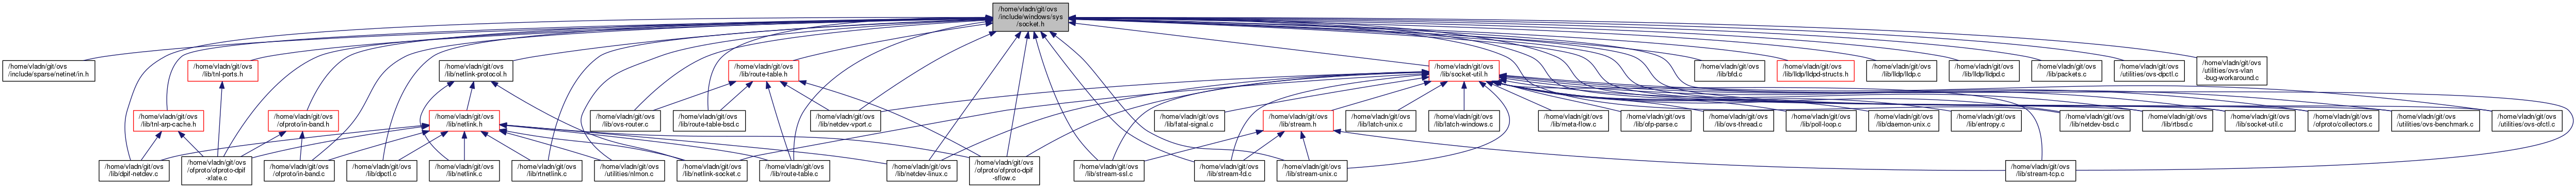 /home/vladn/git/ovs
/include/windows/sys
/socket.h
/home/vladn/git/ovs
/include/sparse/netinet/in.h
/home/vladn/git/ovs
/lib/tnl-ports.h
/home/vladn/git/ovs
/lib/netlink-protocol.h
/home/vladn/git/ovs
/lib/route-table.h
/home/vladn/git/ovs
/lib/socket-util.h
/home/vladn/git/ovs
/lib/bfd.c
/home/vladn/git/ovs
/lib/lldp/lldpd-structs.h
/home/vladn/git/ovs
/lib/lldp/lldp.c
/home/vladn/git/ovs
/lib/lldp/lldpd.c
/home/vladn/git/ovs
/lib/packets.c
/home/vladn/git/ovs
/utilities/ovs-dpctl.c
/home/vladn/git/ovs
/utilities/ovs-vlan
-bug-workaround.c
/home/vladn/git/ovs
/lib/tnl-arp-cache.h
/home/vladn/git/ovs
/ofproto/in-band.h
/home/vladn/git/ovs
/lib/netlink.h
/home/vladn/git/ovs
/lib/ovs-router.c
/home/vladn/git/ovs
/lib/route-table-bsd.c
/home/vladn/git/ovs
/lib/netdev-vport.c
/home/vladn/git/ovs
/lib/fatal-signal.c
/home/vladn/git/ovs
/lib/stream.h
/home/vladn/git/ovs
/lib/latch-unix.c
/home/vladn/git/ovs
/lib/latch-windows.c
/home/vladn/git/ovs
/lib/meta-flow.c
/home/vladn/git/ovs
/lib/ofp-parse.c
/home/vladn/git/ovs
/lib/ovs-thread.c
/home/vladn/git/ovs
/lib/poll-loop.c
/home/vladn/git/ovs
/lib/daemon-unix.c
/home/vladn/git/ovs
/lib/entropy.c
/home/vladn/git/ovs
/lib/netdev-bsd.c
/home/vladn/git/ovs
/lib/rtbsd.c
/home/vladn/git/ovs
/lib/socket-util.c
/home/vladn/git/ovs
/ofproto/collectors.c
/home/vladn/git/ovs
/utilities/ovs-benchmark.c
/home/vladn/git/ovs
/utilities/ovs-ofctl.c
/home/vladn/git/ovs
/lib/dpif-netdev.c
/home/vladn/git/ovs
/ofproto/ofproto-dpif
-xlate.c
/home/vladn/git/ovs
/ofproto/in-band.c
/home/vladn/git/ovs
/lib/dpctl.c
/home/vladn/git/ovs
/lib/netlink.c
/home/vladn/git/ovs
/lib/rtnetlink.c
/home/vladn/git/ovs
/utilities/nlmon.c
/home/vladn/git/ovs
/lib/netlink-socket.c
/home/vladn/git/ovs
/lib/route-table.c
/home/vladn/git/ovs
/lib/netdev-linux.c
/home/vladn/git/ovs
/ofproto/ofproto-dpif
-sflow.c
/home/vladn/git/ovs
/lib/stream-ssl.c
/home/vladn/git/ovs
/lib/stream-fd.c
/home/vladn/git/ovs
/lib/stream-unix.c
/home/vladn/git/ovs
/lib/stream-tcp.c